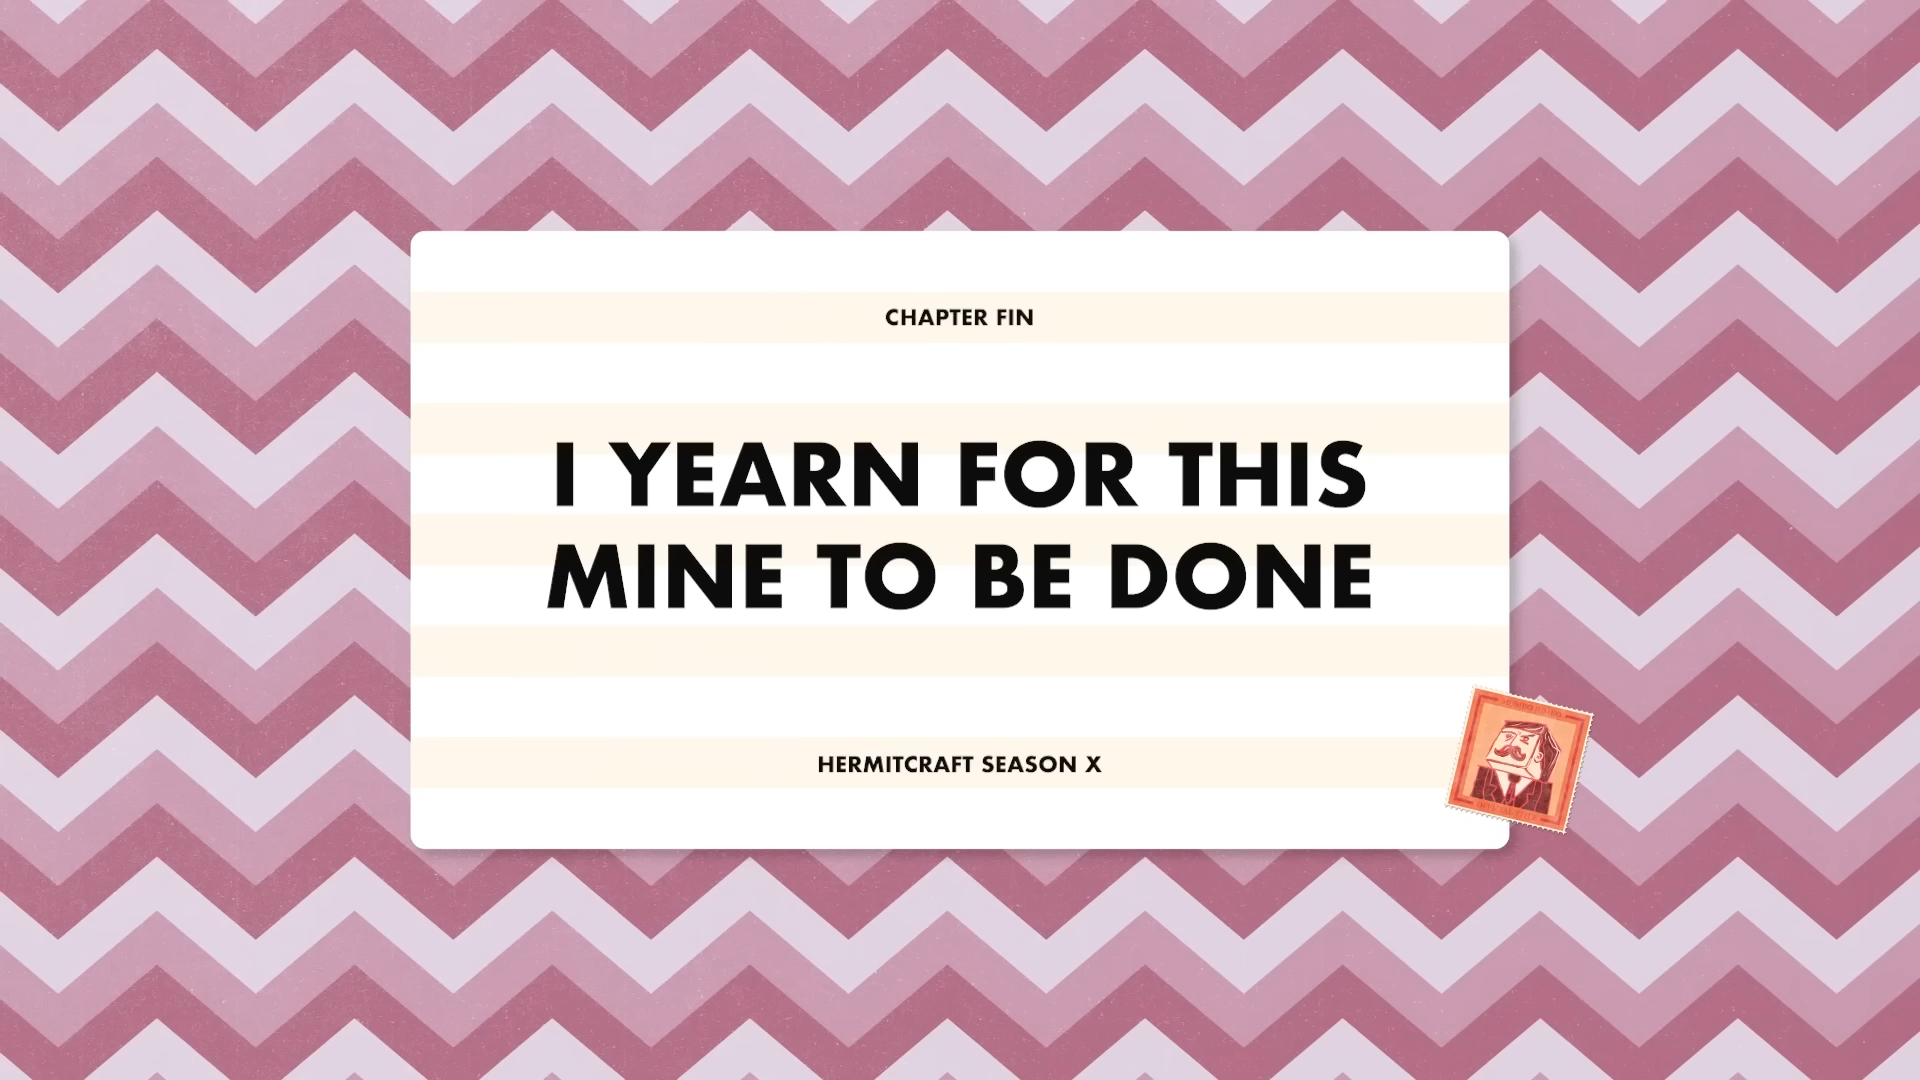 CHAPTER FIN
I YEARN FOR THIS
MINE TO BE DONE
HERMITCRAFT SEASON X